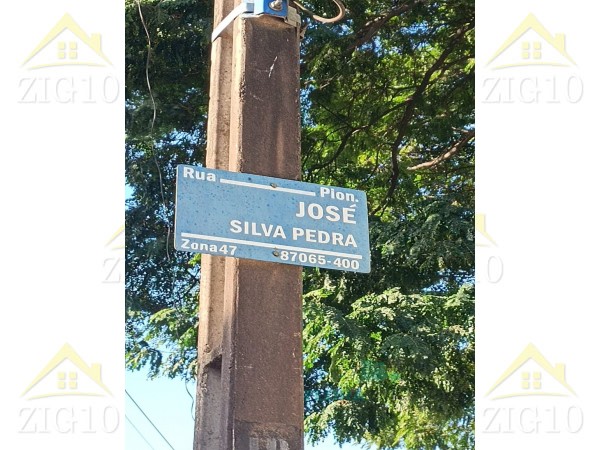 Rua Pion.
JOSÉ
SILVA PEDRA
Zona47 87065-400
ZIG10
ZIG10
ZIG10
ZIG10